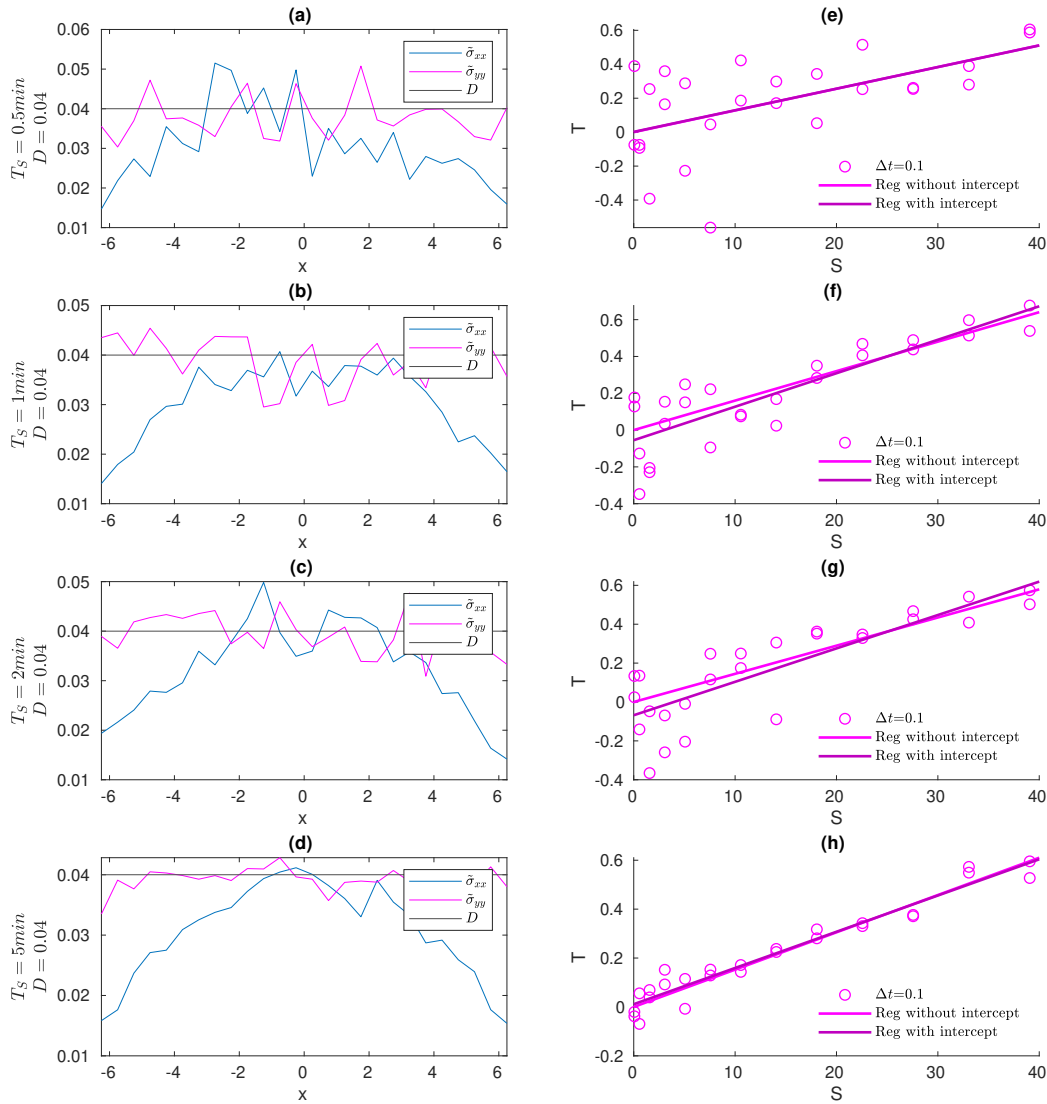 (a)
T_S = 0.5min
D = 0.04
0.06
0.05
0.04
0.03
0.02
0.01
-6 -4 -2 0 2 4 6
x
σ̃xx
σ̃yy
D
(e)
T
0.6
0.4
0.2
0
-0.2
-0.4
0 10 20 30 40
S
Δt=0.1
Reg without intercept
Reg with intercept
(b)
T_S = 1min
D = 0.04
0.05
0.04
0.03
0.02
0.01
-6 -4 -2 0 2 4 6
x
σ̃xx
σ̃yy
D
(f)
T
0.6
0.4
0.2
0
-0.2
-0.4
0 10 20 30 40
S
Δt=0.1
Reg without intercept
Reg with intercept
(c)
T_S = 2min
D = 0.04
0.05
0.04
0.03
0.02
0.01
-6 -4 -2 0 2 4 6
x
σ̃xx
σ̃yy
D
(g)
T
0.6
0.4
0.2
0
-0.2
-0.4
0 10 20 30 40
S
Δt=0.1
Reg without intercept
Reg with intercept
(d)
T_S = 5min
D = 0.04
0.04
0.03
0.02
0.01
-6 -4 -2 0 2 4 6
x
σ̃xx
σ̃yy
D
(h)
T
0.6
0.4
0.2
0
-0.2
0 10 20 30 40
S
Δt=0.1
Reg without intercept
Reg with intercept